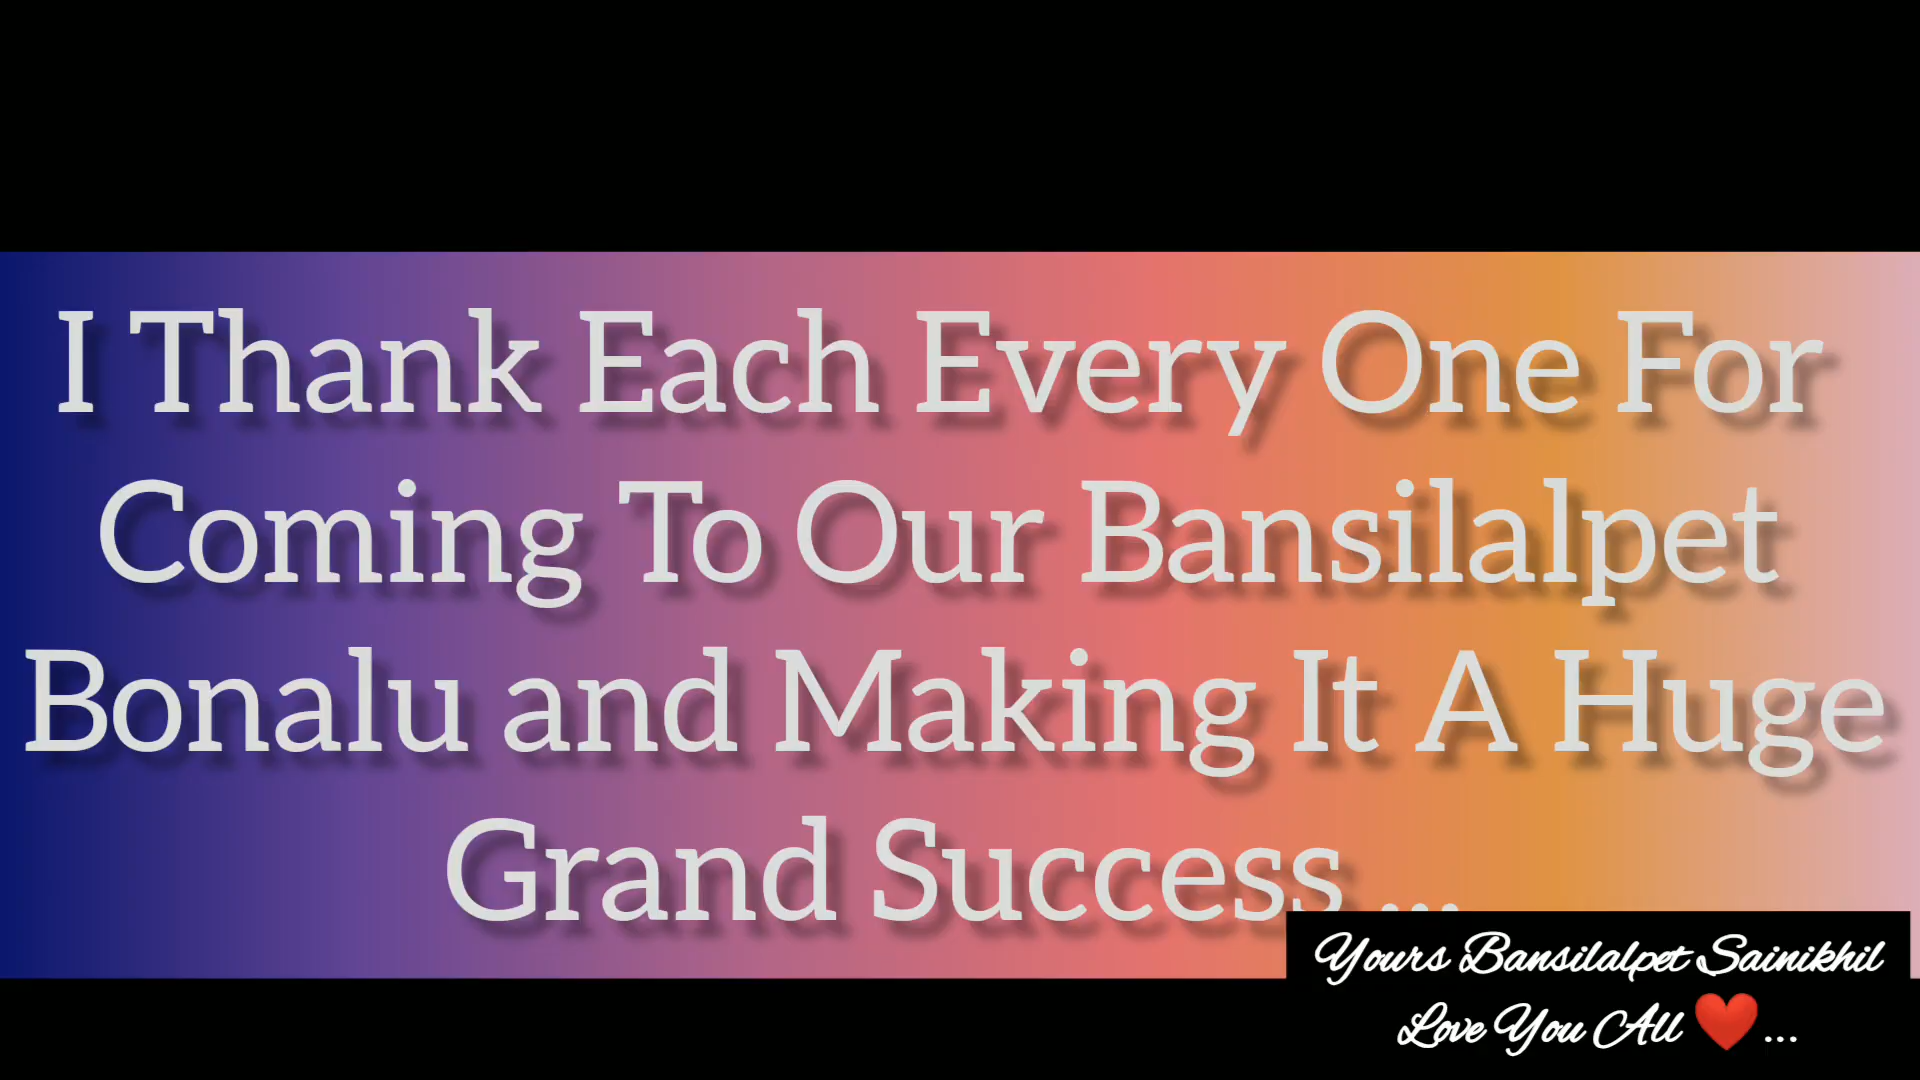 I Thank Each Every One For
Coming To Our Bansilalpet
Bonalu and Making It A Huge
Grand Success ...
Yours Bansilalpet Sainikhil
Love You All ❤️...